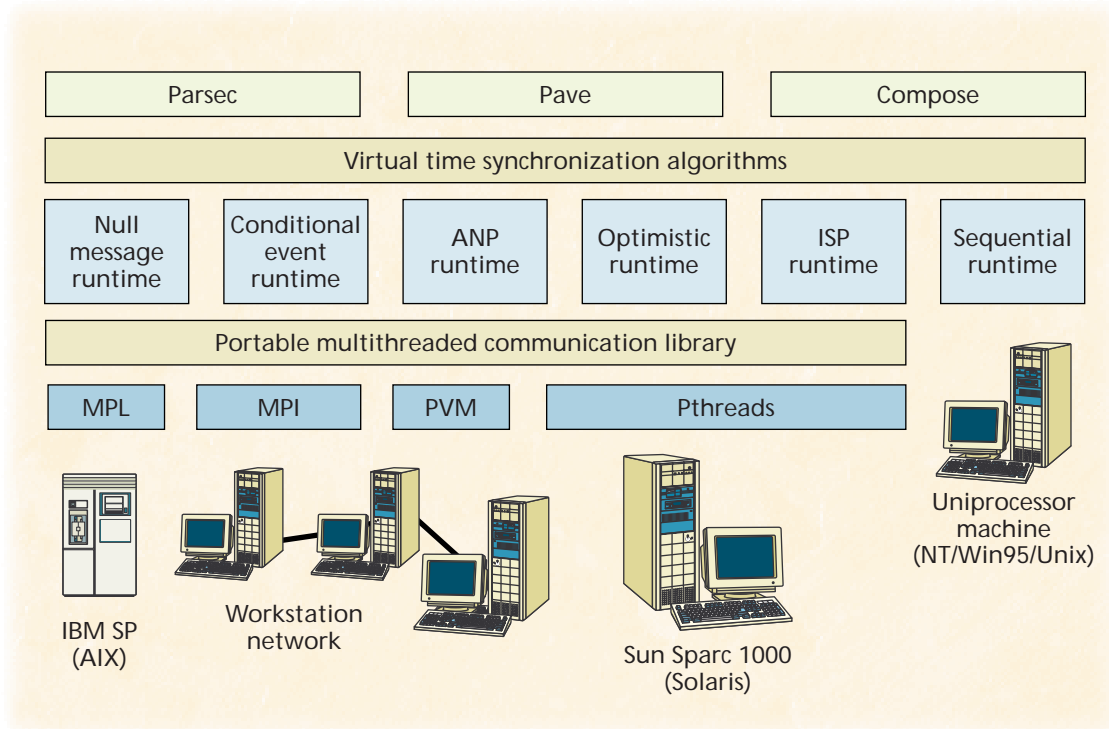 Parsec
Pave
Compose
Virtual time synchronization algorithms
Null
message
runtime
Conditional
event
runtime
ANP
runtime
Optimistic
runtime
ISP
runtime
Sequential
runtime
Portable multithreaded communication library
MPL
MPI
PVM
Pthreads
Uniprocessor
machine
(NT/Win95/Unix)
Workstation
network
IBM SP
(AIX)
Sun Sparc 1000
(Solaris)